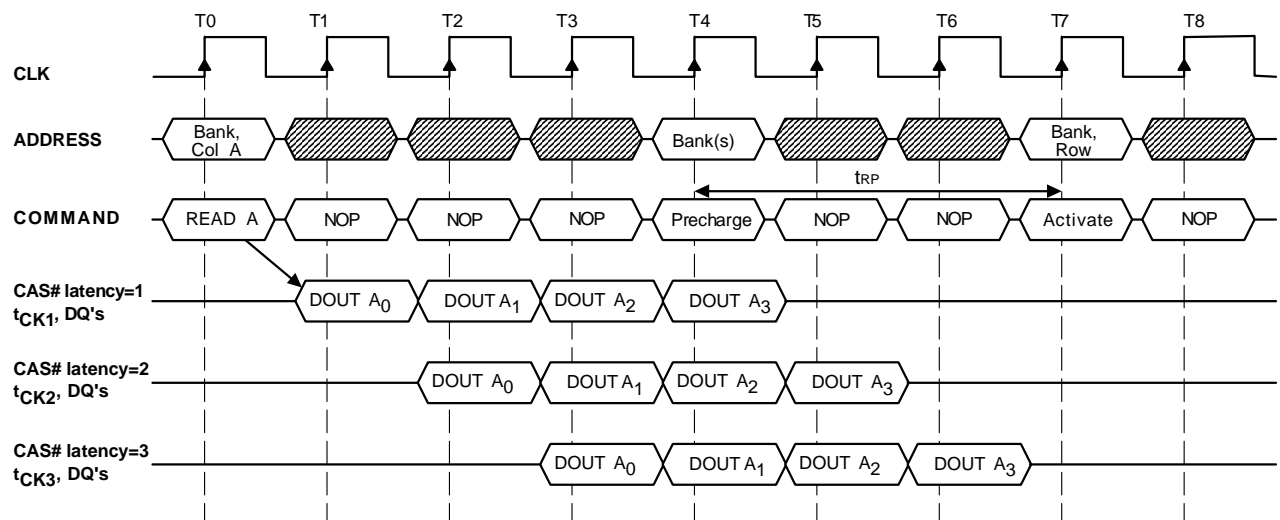 T0 T1 T2 T3 T4 T5 T6 T7 T8
CLK
ADDRESS
Bank,
Col A
Bank(s)
Bank,
Row
tRP
COMMAND READ A NOP NOP NOP Precharge NOP NOP Activate NOP
CAS# latency=1
tCK1, DQ's
DOUT A0 DOUT A1 DOUT A2 DOUT A3
CAS# latency=2
tCK2, DQ's
DOUT A0 DOUT A1 DOUT A2 DOUT A3
CAS# latency=3
tCK3, DQ's
DOUT A0 DOUT A1 DOUT A2 DOUT A3